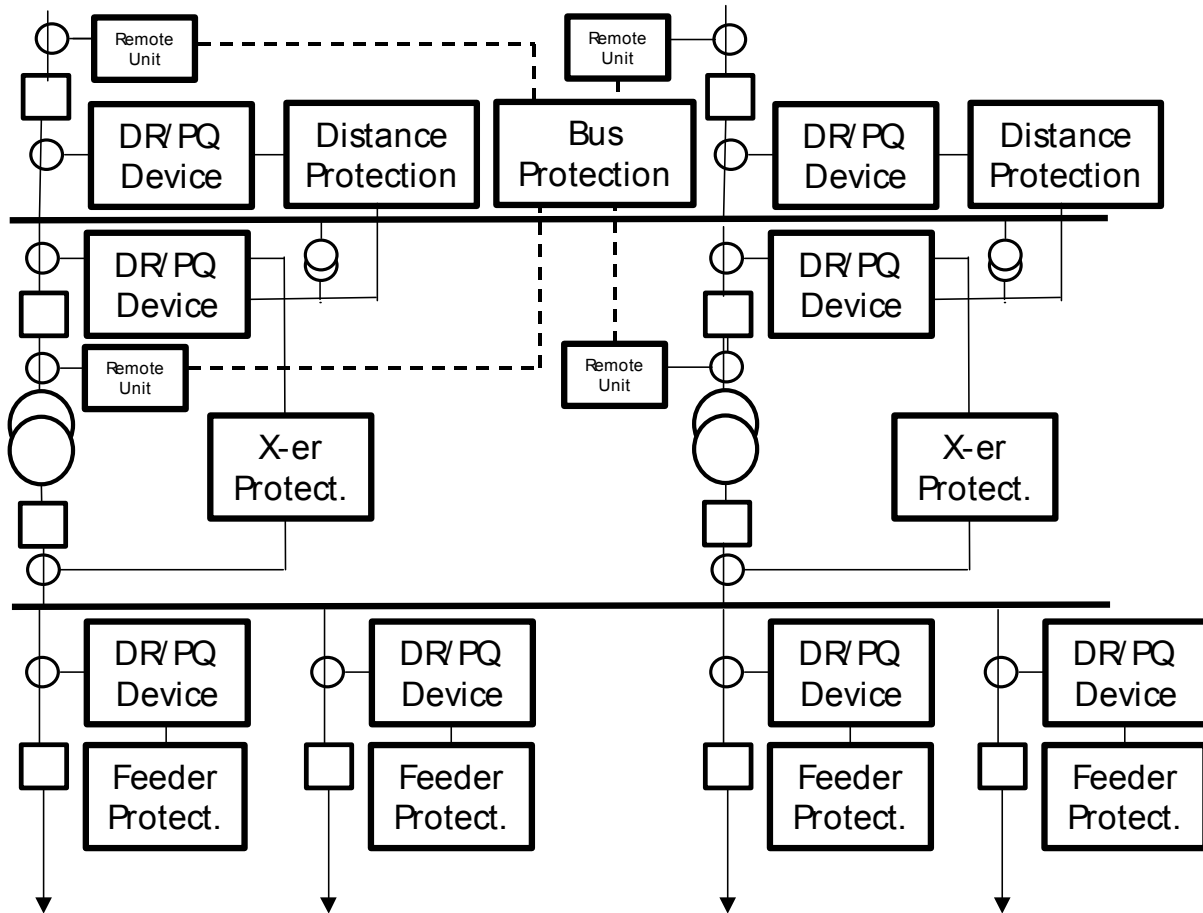 Remote
Unit
Remote
Unit
DR/PQ
Device
Distance
Protection
Bus
Protection
DR/PQ
Device
Distance
Protection
DR/PQ
Device
DR/PQ
Device
Remote
Unit
Remote
Unit
X-er
Protect.
X-er
Protect.
DR/PQ
Device
DR/PQ
Device
DR/PQ
Device
DR/PQ
Device
Feeder
Protect.
Feeder
Protect.
Feeder
Protect.
Feeder
Protect.